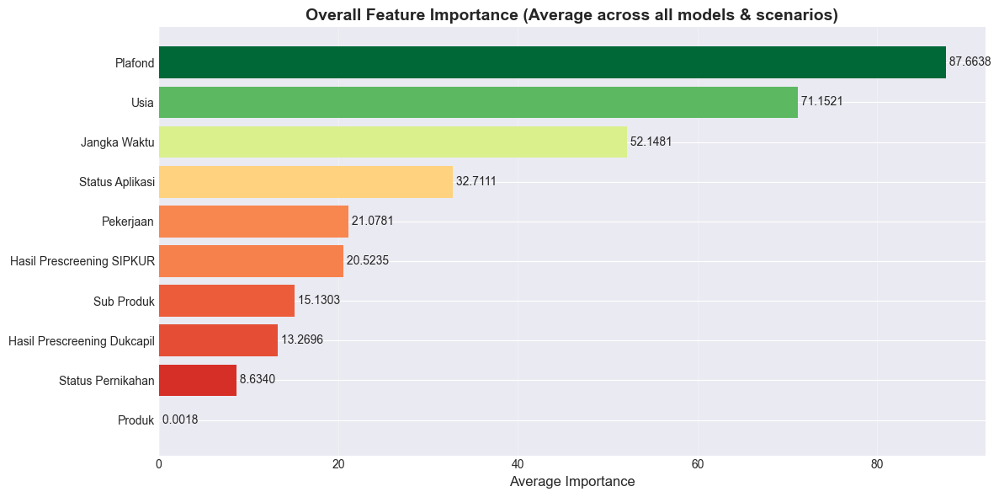 Overall Feature Importance (Average across all models & scenarios)
Plafond 87.6638
Usia 71.1521
Jangka Waktu 52.1481
Status Aplikasi 32.7111
Pekerjaan 21.0781
Hasil Prescreening SIPKUR 20.5235
Sub Produk 15.1303
Hasil Prescreening Dukcapil 13.2696
Status Pernikahan 8.6340
Produk 0.0018
0 20 40 60 80
Average Importance